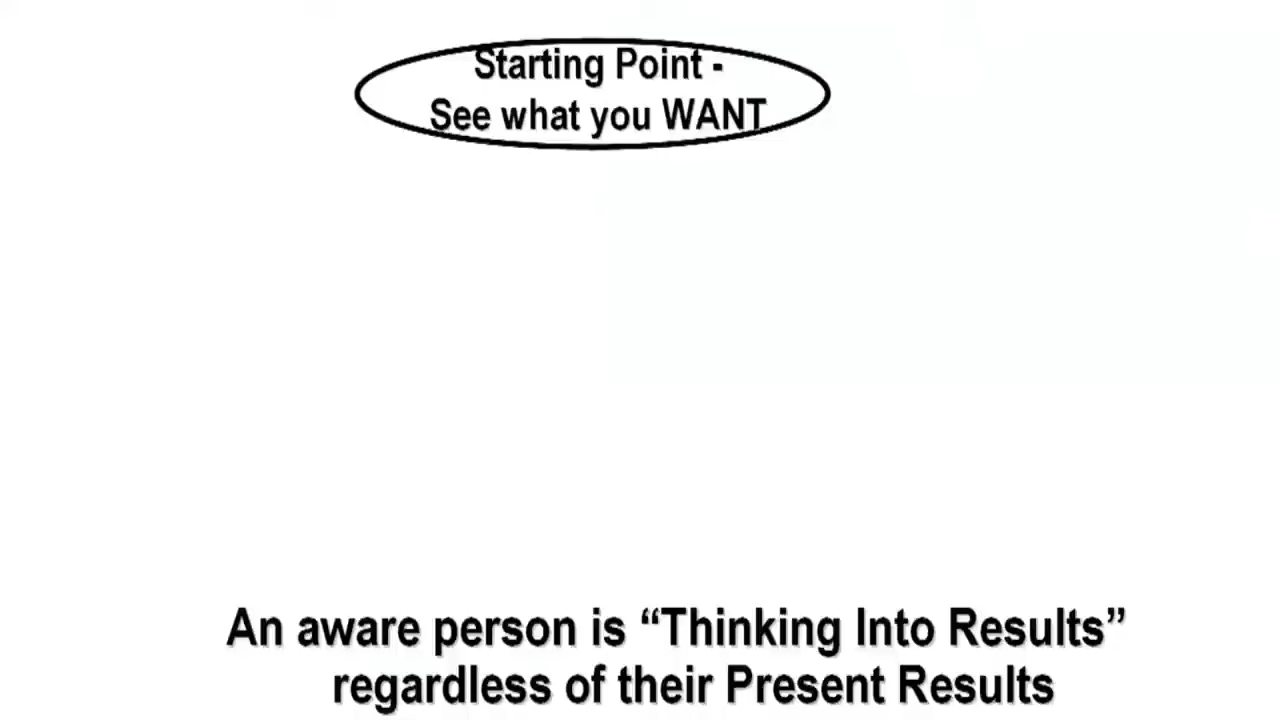 Starting Point -
See what you WANT
An aware person is “Thinking Into Results”
regardless of their Present Results